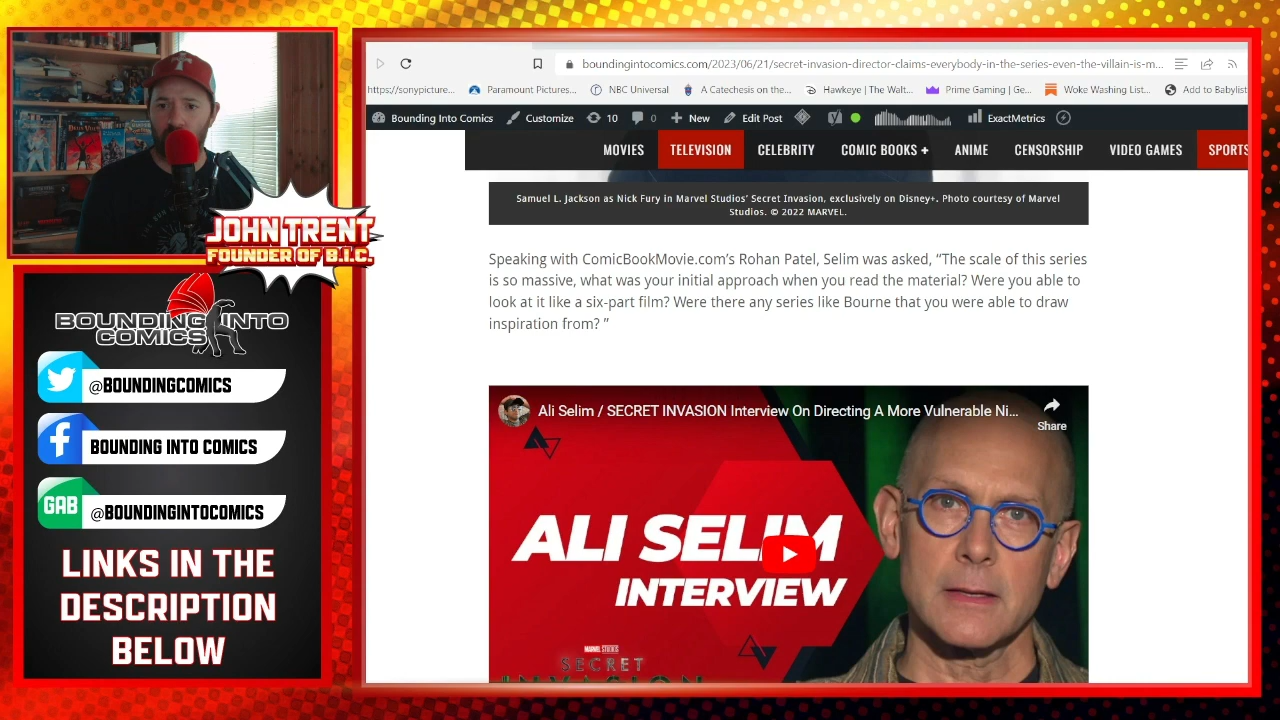 boundingintocomics.com/2023/06/21/secret-invasion-director-claims-everybody-in-the-series-even-the-villain-is-m...
https://sonypicture... Paramount Pictures... NBC Universal A Catechesis on the... Hawkeye | The Walt... Prime Gaming | Ge... Woke Washing List... Add to Babylist
Bounding Into Comics Customize 10 0 New Edit Post ExactMetrics
MOVIES TELEVISION CELEBRITY COMIC BOOKS + ANIME CENSORSHIP VIDEO GAMES SPORTS
Samuel L. Jackson as Nick Fury in Marvel Studios' Secret Invasion, exclusively on Disney+. Photo courtesy of Marvel
Studios. © 2022 MARVEL.
JOHN TRENT
FOUNDER OF B.I.C.
Speaking with ComicBookMovie.com’s Rohan Patel, Selim was asked, “The scale of this series
is so massive, what was your initial approach when you read the material? Were you able to
look at it like a six-part film? Were there any series like Bourne that you were able to draw
inspiration from? ”
BOUNDING INTO
COMICS
@BOUNDINGCOMICS
BOUNDING INTO COMICS
GAB
@BOUNDINGINTOCOMICS
LINKS IN THE
DESCRIPTION
BELOW
Ali Selim / SECRET INVASION Interview On Directing A More Vulnerable Ni...
Share
ALI SELIM
INTERVIEW
MARVEL STUDIOS
SECRET
INVASION